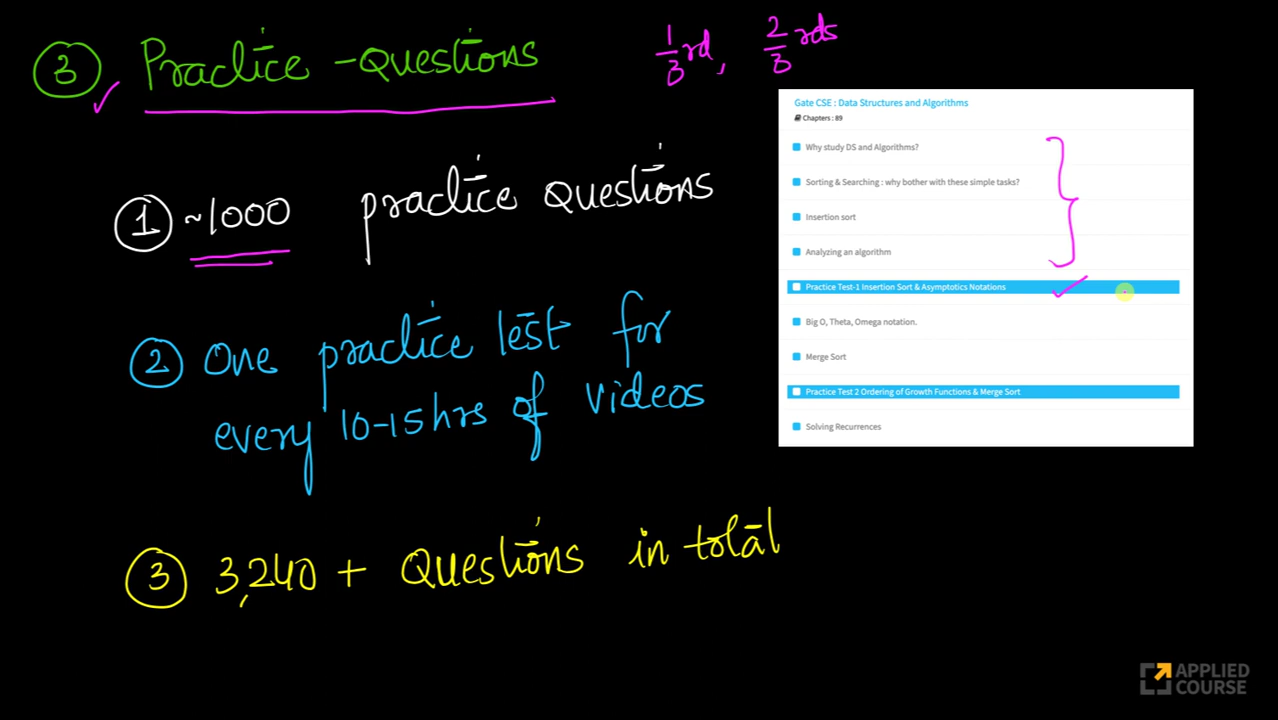 ③ Practice - Questions
1/3 rd, 2/3 rds
① ~1000 practice questions
② One practice test for
every 10-15hrs of videos
③ 3,240 + Questions in total
Gate CSE : Data Structures and Algorithms
Chapters : 89
Why study DS and Algorithms?
Sorting & Searching : why bother with these simple tasks?
Insertion sort
Analyzing an algorithm
Practice Test-1 Insertion Sort & Asymptotics Notations
Big O, Theta, Omega notation.
Merge Sort
Practice Test 2 Ordering of Growth Functions & Merge Sort
Solving Recurrences
APPLIED
COURSE